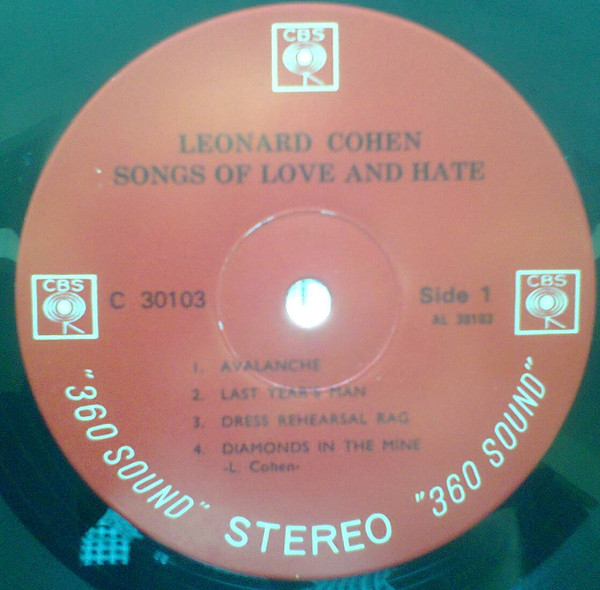 CBS
LEONARD COHEN
SONGS OF LOVE AND HATE
CBS
C 30103
Side 1
AL 30103
CBS
1. AVALANCHE
2. LAST YEAR'S MAN
3. DRESS REHEARSAL RAG
4. DIAMONDS IN THE MINE
-L. Cohen-
"360 SOUND"
STEREO
"360 SOUND"